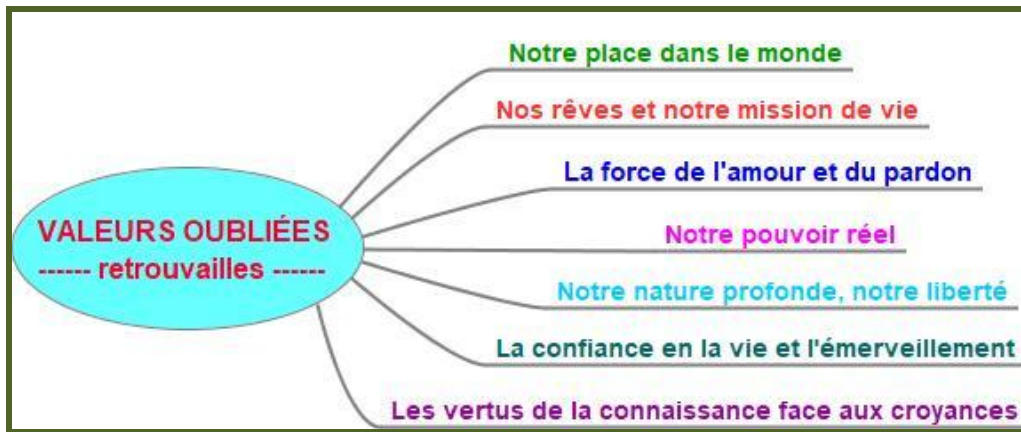 Notre place dans le monde
Nos rêves et notre mission de vie
La force de l'amour et du pardon
VALEURS OUBLIÉES
------ retrouvailles ------
Notre pouvoir réel
Notre nature profonde, notre liberté
La confiance en la vie et l'émerveillement
Les vertus de la connaissance face aux croyances